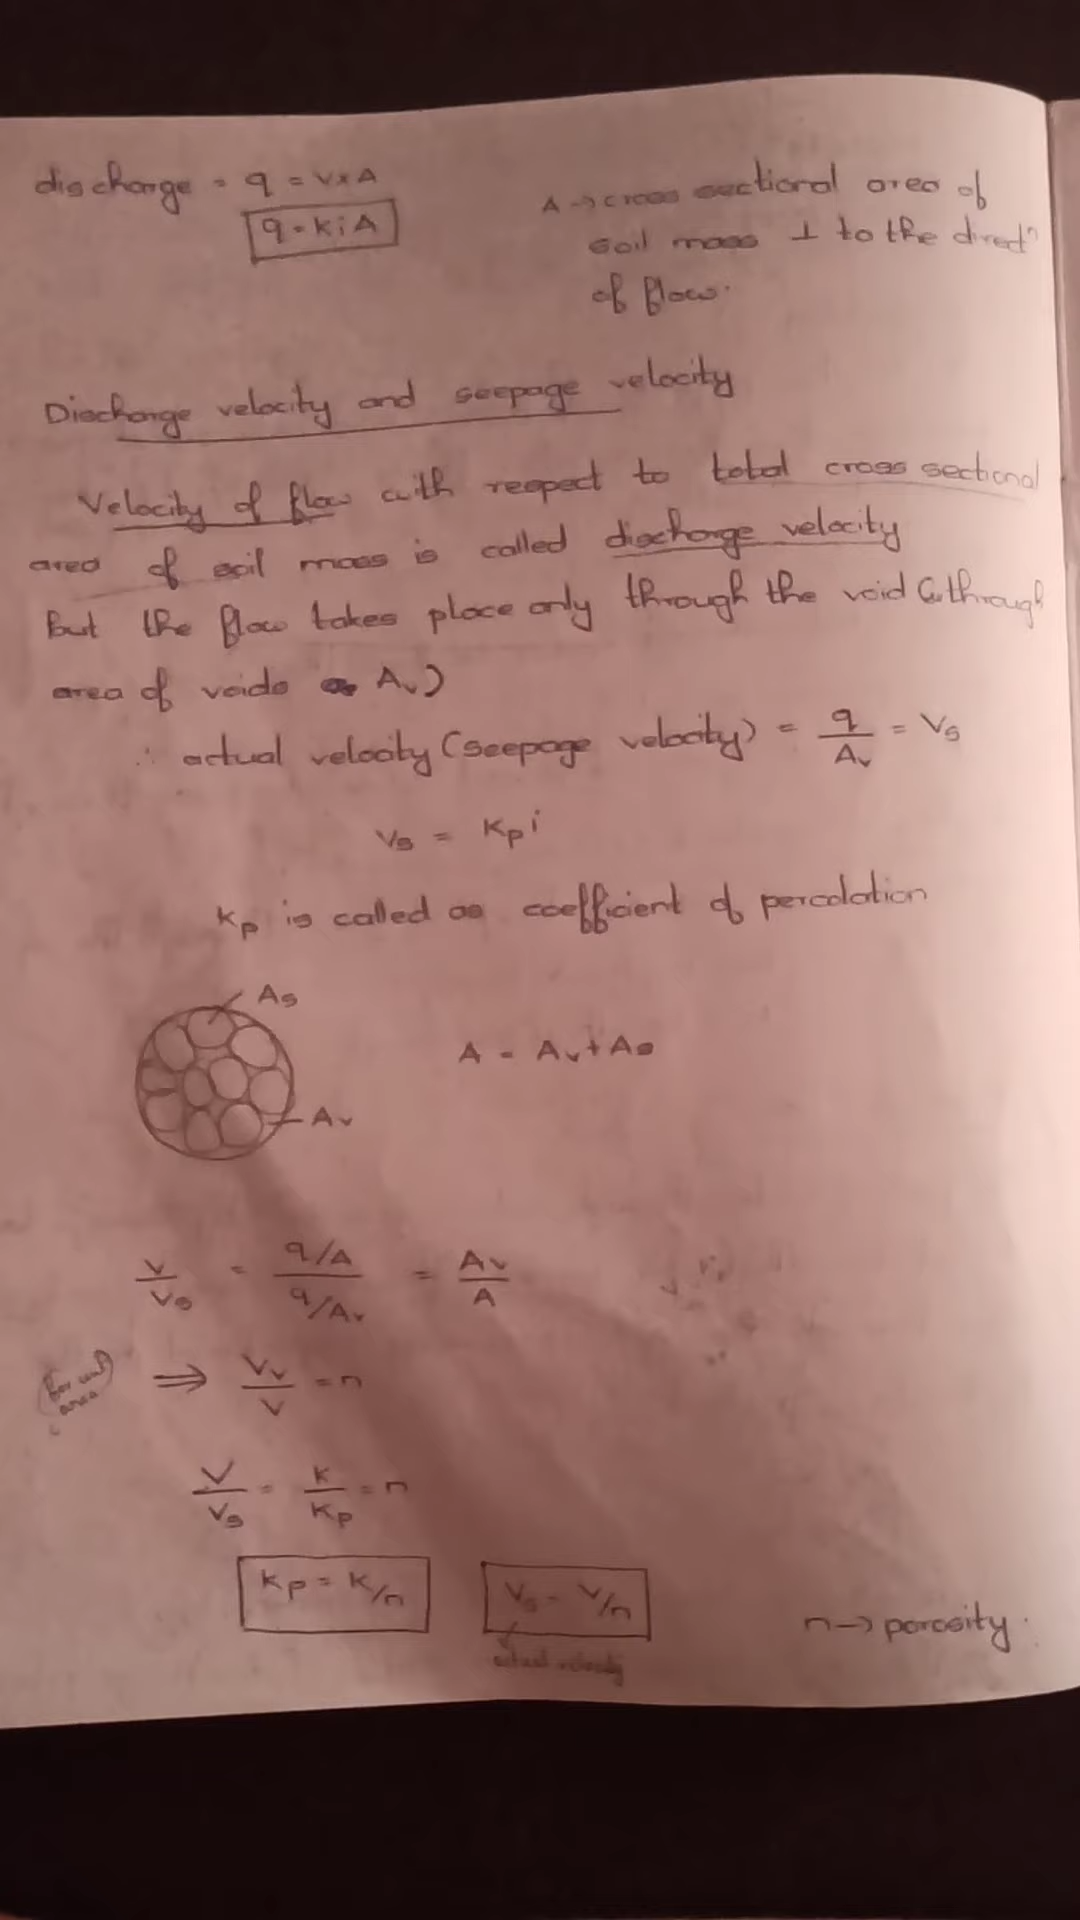 discharge = q = v x A
q = kiA
A → cross sectional area of
soil mass ⊥ to the directn
of flow.
Discharge velocity and seepage velocity
Velocity of flow with respect to total cross sectional
area of soil mass is called discharge velocity
But the flow takes place only through the void (through
area of voids Av)
∴ actual velocity (seepage velocity) = q/Av = Vs
Vs = Kp i
Kp is called as coefficient of percolation
As
A = Av + As
Av
V/Vs = (q/A)/(q/Av) = Av/A
(for unit
area)
⇒ Vv/V = n
V/Vs = K/Kp = n
Kp = K/n
Vs = V/n
n → porosity.
actual velocity